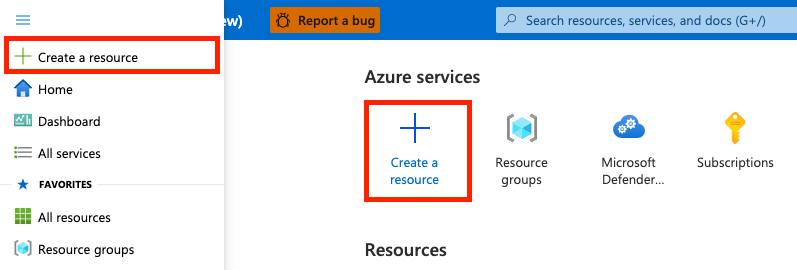 ew)
Report a bug
Search resources, services, and docs (G+/)
Create a resource
Home
Dashboard
All services
FAVORITES
All resources
Resource groups
Azure services
Create a
resource
Resource
groups
Microsoft
Defender...
Subscriptions
Resources